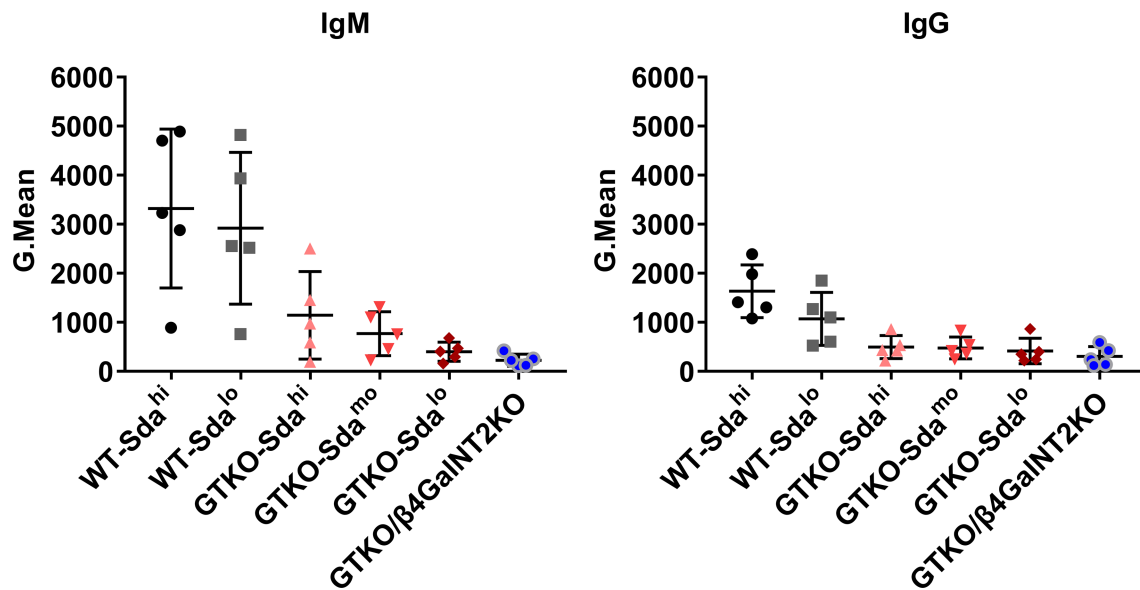 IgM
6000
5000
4000
3000
2000
1000
0
G.Mean
WT-Sda^hi
WT-Sda^lo
GTKO-Sda^hi
GTKO-Sda^mo
GTKO-Sda^lo
GTKO/β4GalNT2KO
IgG
6000
5000
4000
3000
2000
1000
0
G.Mean
WT-Sda^hi
WT-Sda^lo
GTKO-Sda^hi
GTKO-Sda^mo
GTKO-Sda^lo
GTKO/β4GalNT2KO